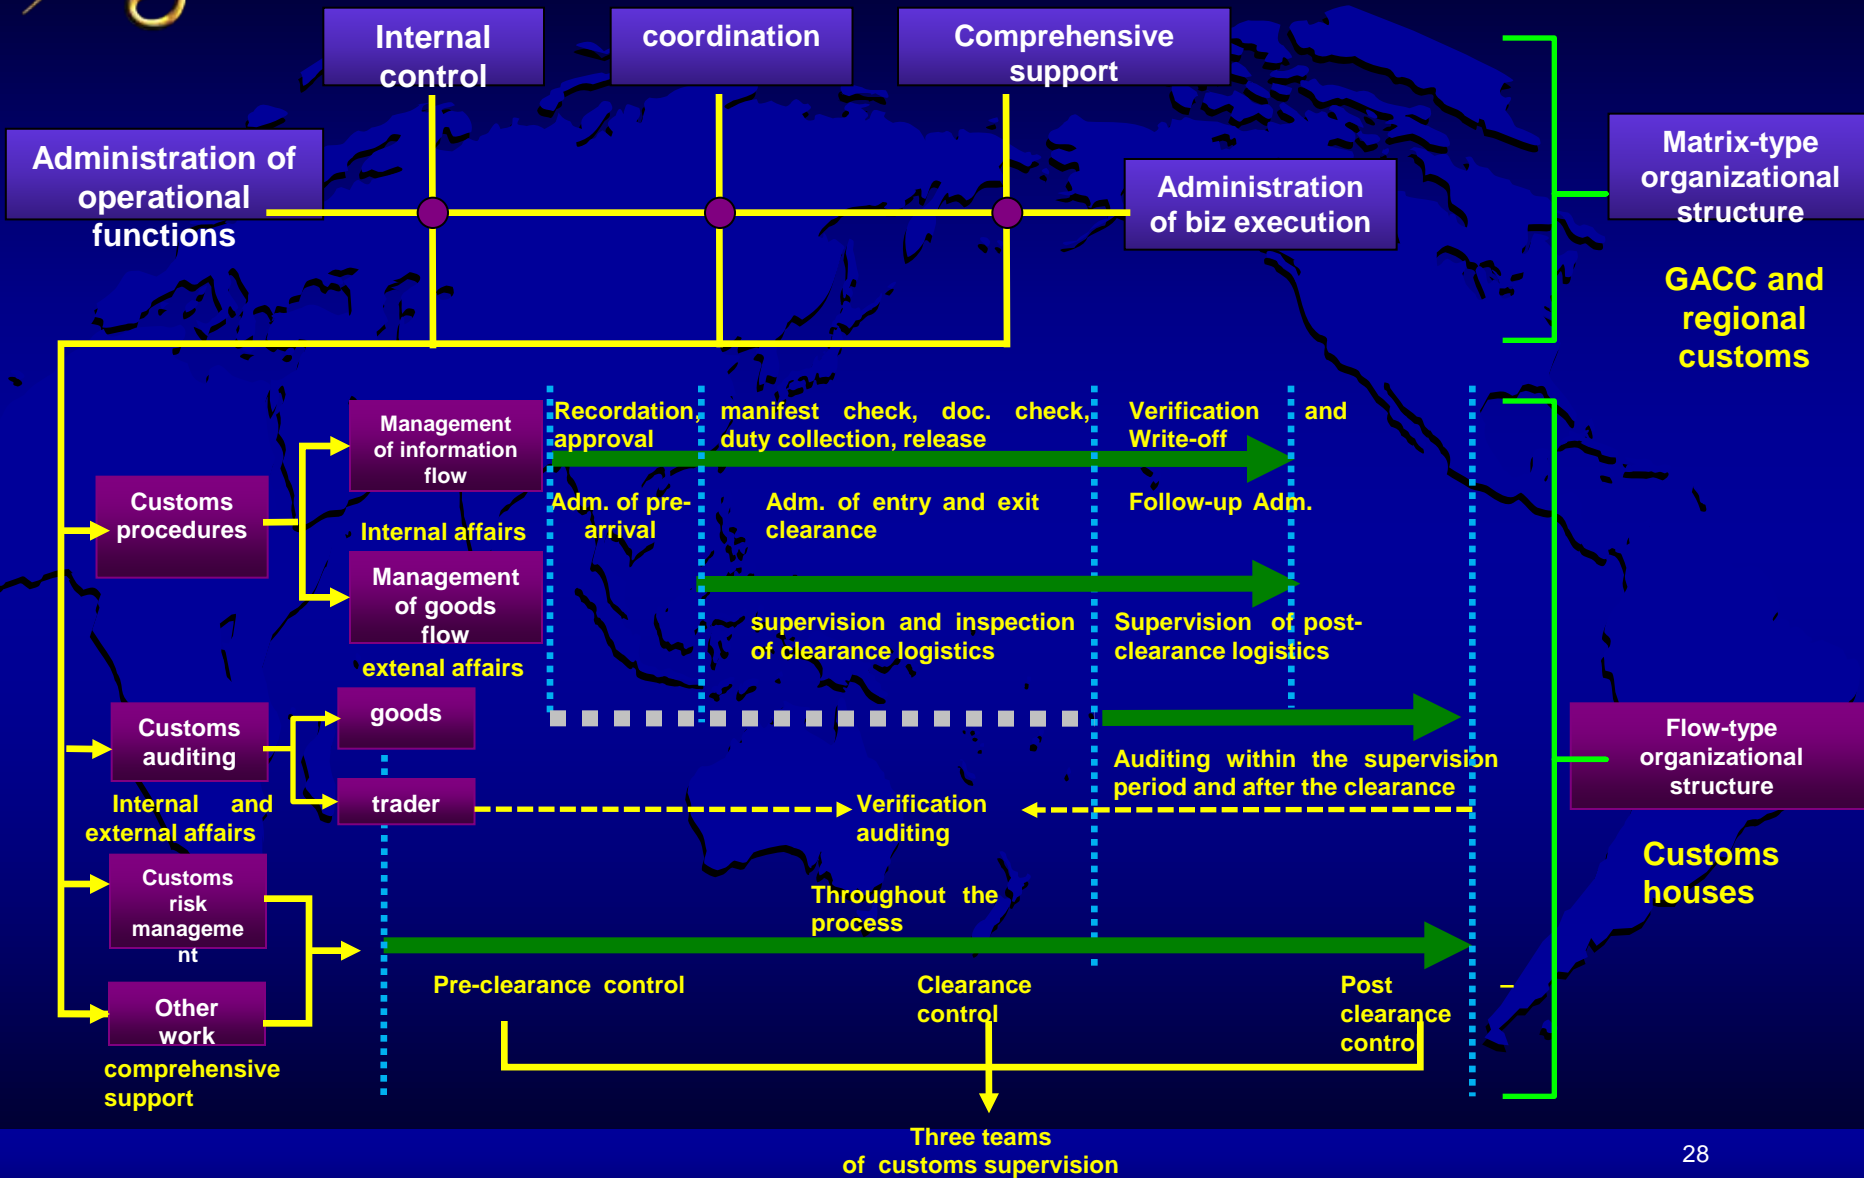 Internal
control
coordination
Comprehensive
support
Administration of
operational
functions
Administration
of biz execution
Matrix-type
organizational
structure
GACC and
regional
customs
Management
of information
flow
Recordation,
approval
manifest check, doc. check,
duty collection, release
Verification and
Write-off
Customs
procedures
Internal affairs
Adm. of pre-
arrival
Adm. of entry and exit
clearance
Follow-up Adm.
Management
of goods
flow
extenal affairs
supervision and inspection
of clearance logistics
Supervision of post-
clearance logistics
Customs
auditing
goods
trader
Internal and
external affairs
Auditing within the supervision
period and after the clearance
Verification
auditing
Flow-type
organizational
structure
Customs
houses
Customs
risk
manageme
nt
Throughout the
process
Other
work
comprehensive
support
Pre-clearance control
Clearance
control
Post –
clearance
control
Three teams
of customs supervision
28